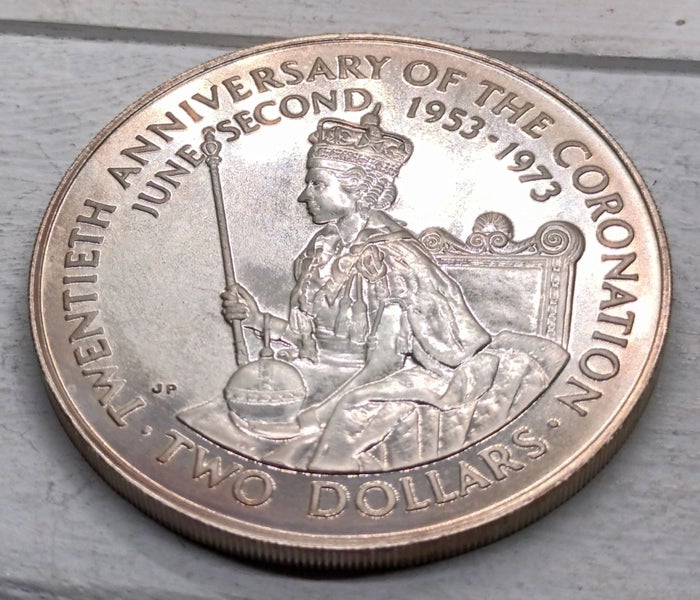 TWENTIETH ANNIVERSARY OF THE CORONATION
JUNE SECOND 1953·1973
JP
· TWO DOLLARS ·